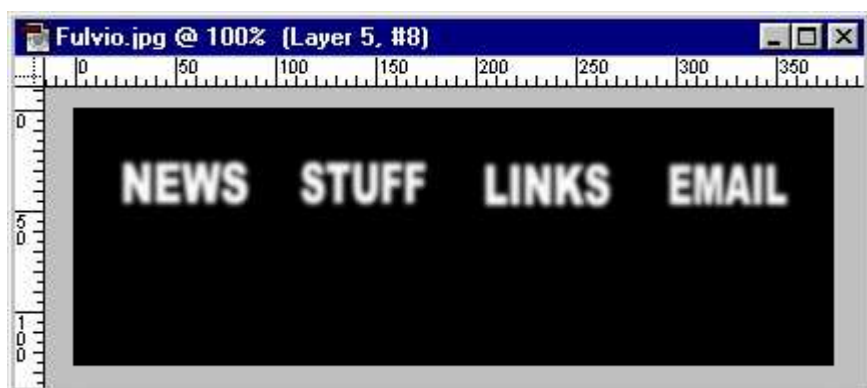 Fulvio.jpg @ 100% (Layer 5, #8)
0 50 100 150 200 250 300 350
0
50
100
NEWS STUFF LINKS EMAIL